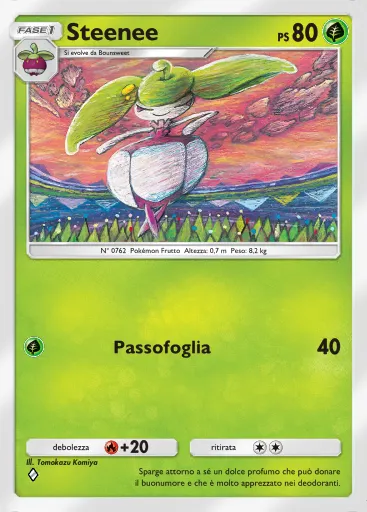 FASE 1
Steenee
PS 80
Si evolve da Bounsweet
N° 0762 Pokémon Frutto Altezza: 0,7 m Peso: 8,2 kg
Passofoglia 40
debolezza +20 ritirata
Ill. Tomokazu Komiya
Sparge attorno a sé un dolce profumo che può donare
il buonumore e che è molto apprezzato nei deodoranti.